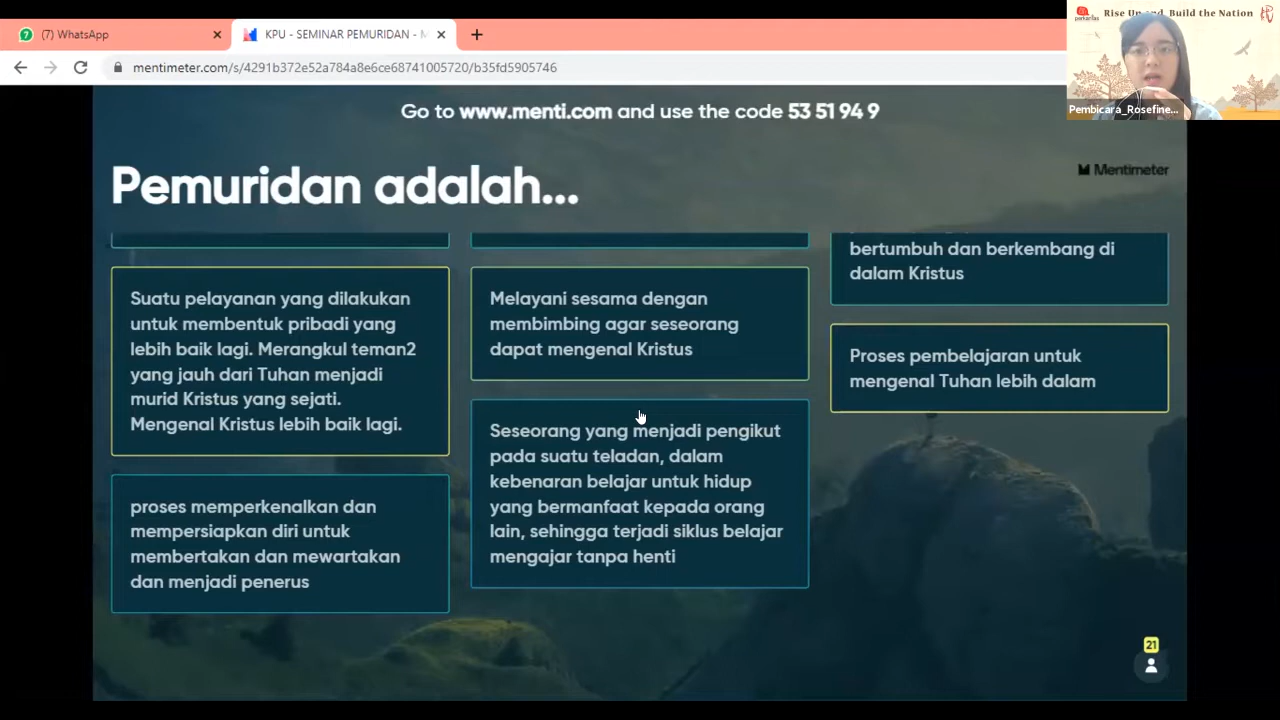 (7) WhatsApp
KPU - SEMINAR PEMURIDAN - M
mentimeter.com/s/4291b372e52a784a8e6ce68741005720/b35fd5905746
Rise Up and Build the Nation
perkantas
Pembicara_Rosefine...
Go to www.menti.com and use the code 53 51 94 9
Mentimeter
Pemuridan adalah...
Suatu pelayanan yang dilakukan
untuk membentuk pribadi yang
lebih baik lagi. Merangkul teman2
yang jauh dari Tuhan menjadi
murid Kristus yang sejati.
Mengenal Kristus lebih baik lagi.
proses memperkenalkan dan
mempersiapkan diri untuk
membertakan dan mewartakan
dan menjadi penerus
Melayani sesama dengan
membimbing agar seseorang
dapat mengenal Kristus
Seseorang yang menjadi pengikut
pada suatu teladan, dalam
kebenaran belajar untuk hidup
yang bermanfaat kepada orang
lain, sehingga terjadi siklus belajar
mengajar tanpa henti
bertumbuh dan berkembang di
dalam Kristus
Proses pembelajaran untuk
mengenal Tuhan lebih dalam
21